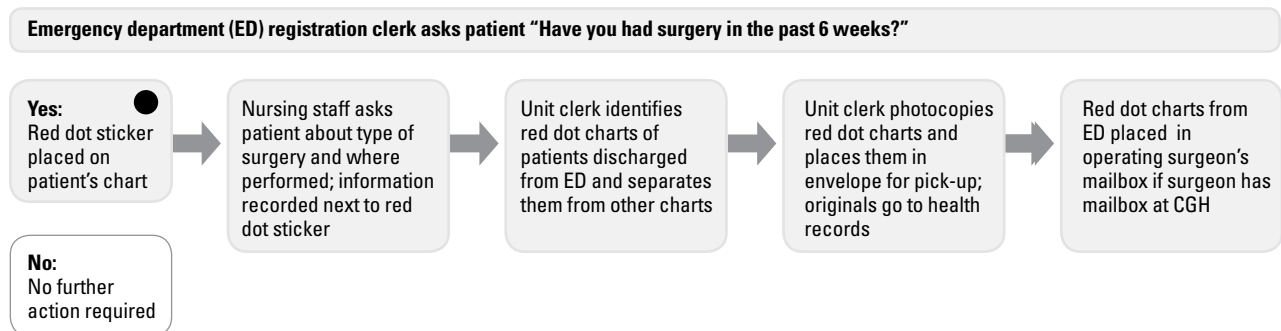 Emergency department (ED) registration clerk asks patient “Have you had surgery in the past 6 weeks?”
Yes:
Red dot sticker
placed on
patient’s chart
Nursing staff asks
patient about type of
surgery and where
performed; information
recorded next to red
dot sticker
Unit clerk identifies
red dot charts of
patients discharged
from ED and separates
them from other charts
Unit clerk photocopies
red dot charts and
places them in
envelope for pick-up;
originals go to health
records
Red dot charts from
ED placed in
operating surgeon’s
mailbox if surgeon has
mailbox at CGH
No:
No further
action required